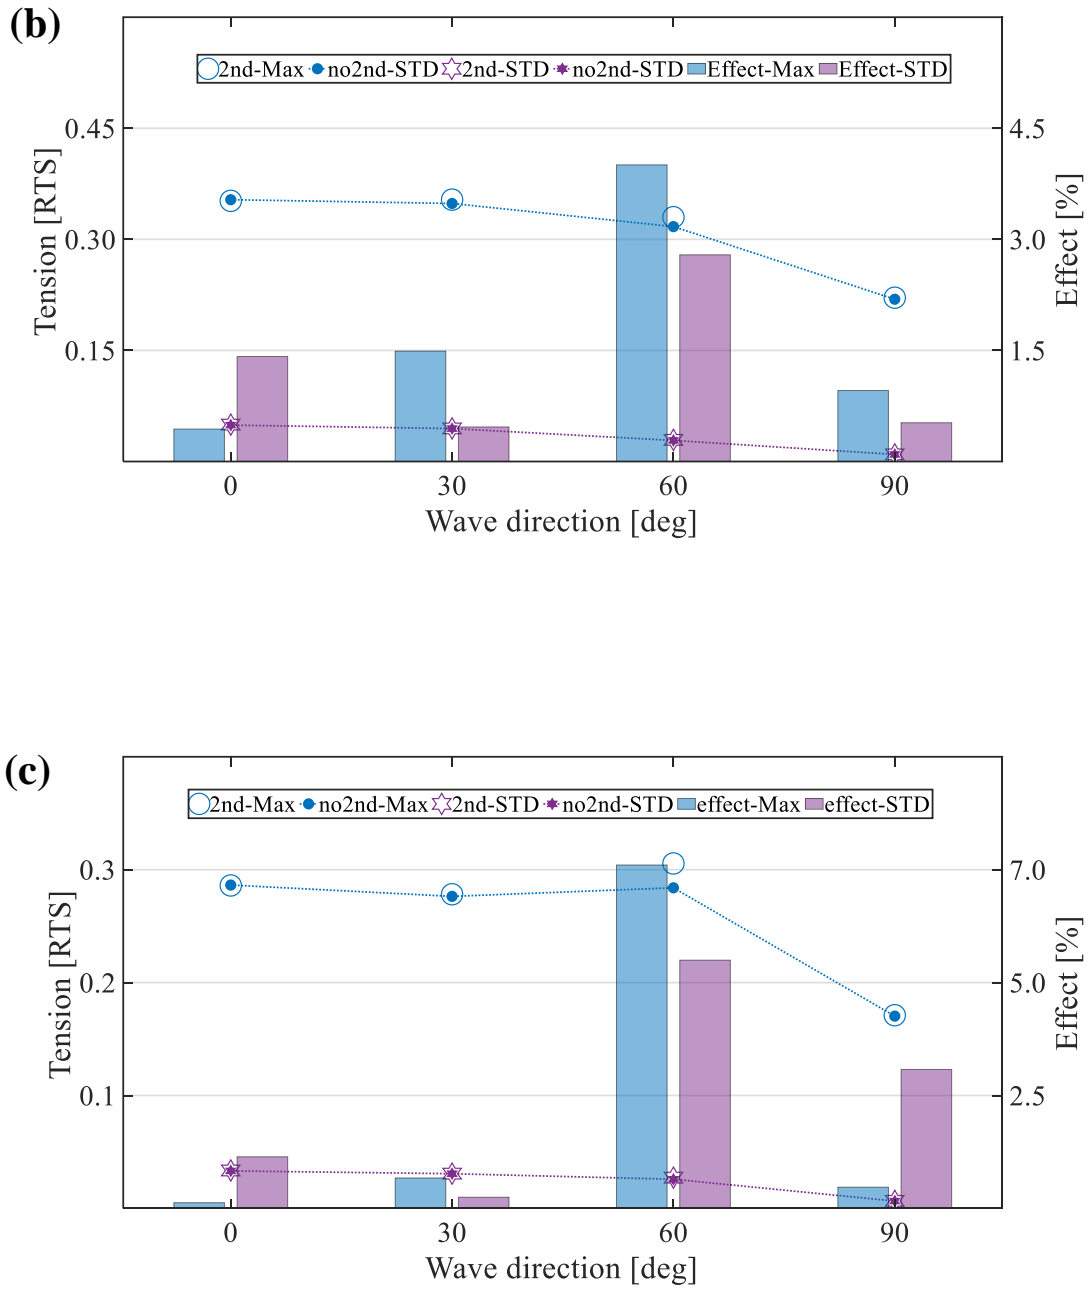 (b)
2nd-Max no2nd-STD 2nd-STD no2nd-STD Effect-Max Effect-STD
0.45 4.5
0.30 3.0
0.15 1.5
Tension [RTS]
Effect [%]
0 30 60 90
Wave direction [deg]
(c)
2nd-Max no2nd-Max 2nd-STD no2nd-STD effect-Max effect-STD
0.3 7.0
0.2 5.0
0.1 2.5
Tension [RTS]
Effect [%]
0 30 60 90
Wave direction [deg]